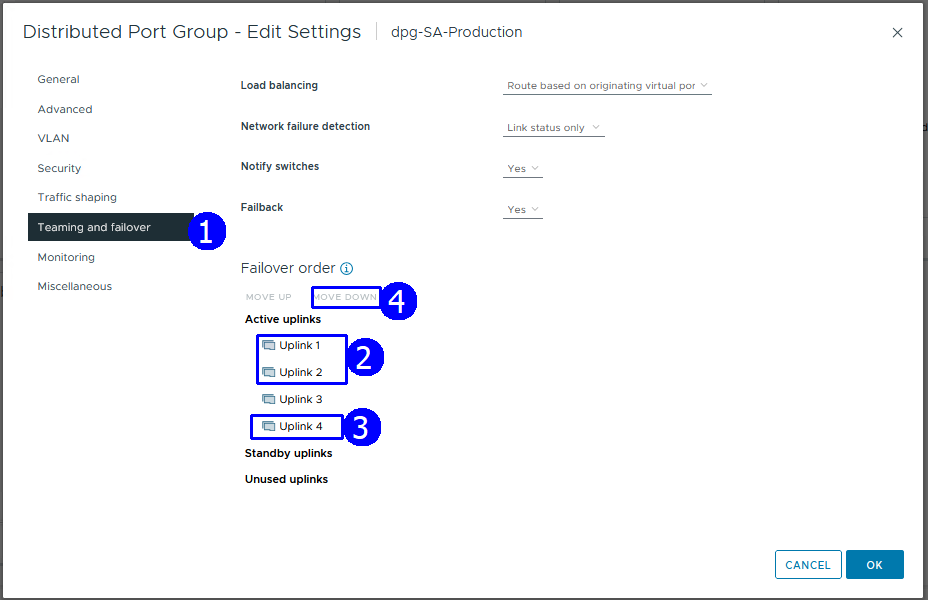 Distributed Port Group - Edit Settings | dpg-SA-Production
General
Advanced
VLAN
Security
Traffic shaping
Teaming and failover 1
Monitoring
Miscellaneous
Load balancing Route based on originating virtual por
Network failure detection Link status only
Notify switches Yes
Failback Yes
Failover order
MOVE UP MOVE DOWN 4
Active uplinks
Uplink 1
Uplink 2
2
Uplink 3
Uplink 4 3
Standby uplinks
Unused uplinks
CANCEL OK